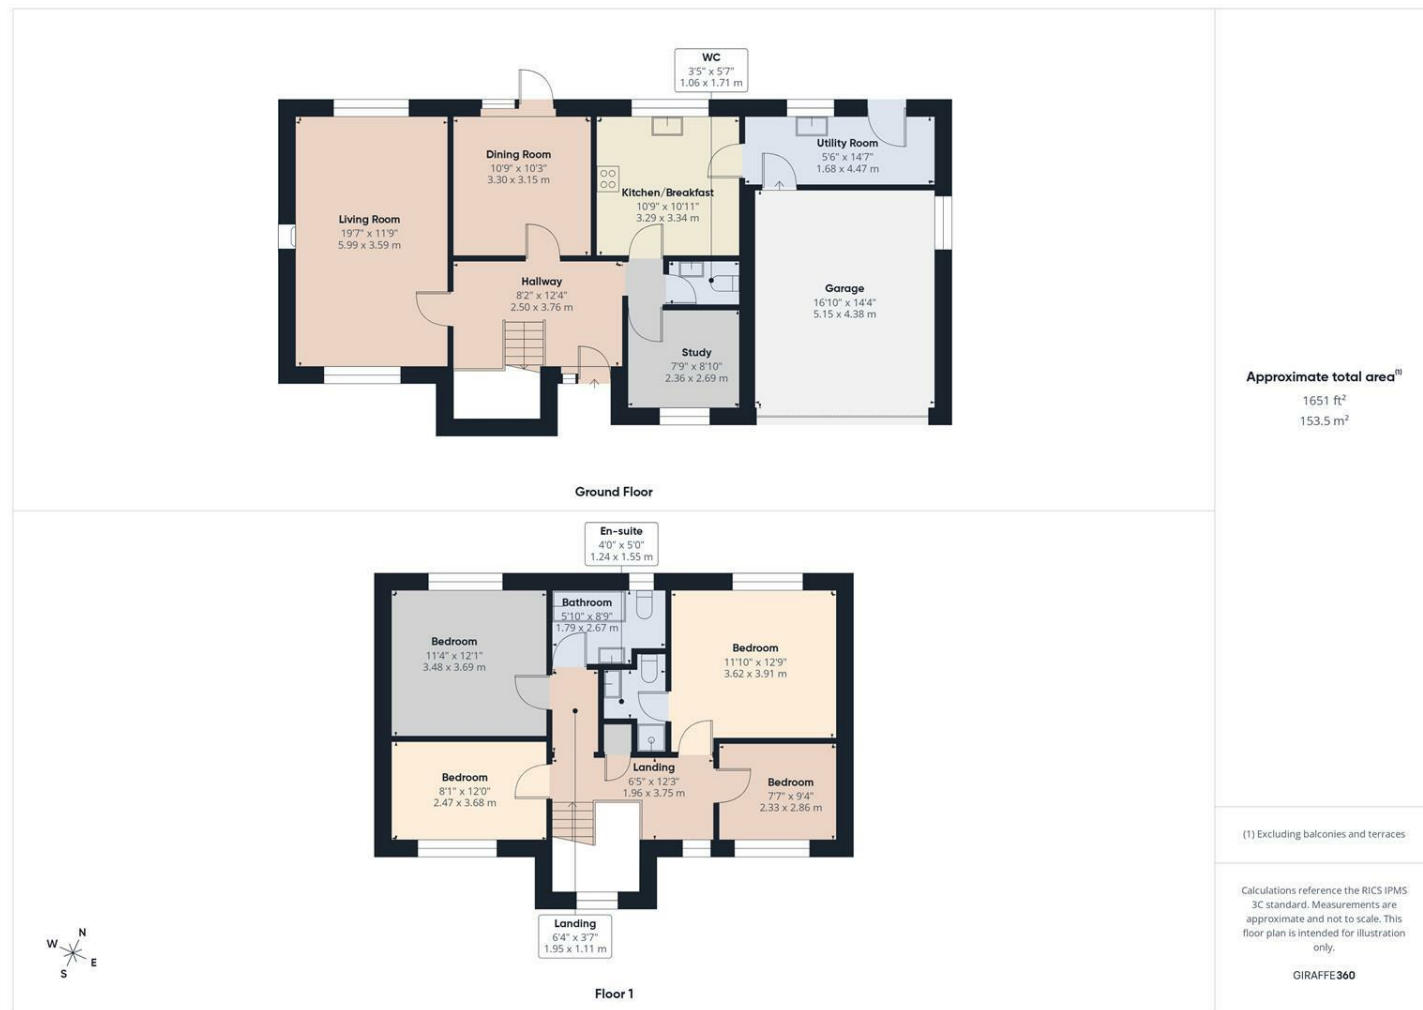 WC
3'5" x 5'7"
1.06 x 1.71 m
Living Room
19'7" x 11'9"
5.99 x 3.59 m
Dining Room
10'9" x 10'3"
3.30 x 3.15 m
Kitchen/Breakfast
10'9" x 10'11"
3.29 x 3.34 m
Utility Room
5'6" x 14'7"
1.68 x 4.47 m
Hallway
8'2" x 12'4"
2.50 x 3.76 m
Study
7'9" x 8'10"
2.36 x 2.69 m
Garage
16'10" x 14'4"
5.15 x 4.38 m
Ground Floor
En-suite
4'0" x 5'0"
1.24 x 1.55 m
Bedroom
11'4" x 12'1"
3.48 x 3.69 m
Bathroom
5'10" x 8'9"
1.79 x 2.67 m
Bedroom
11'10" x 12'9"
3.62 x 3.91 m
Bedroom
8'1" x 12'0"
2.47 x 3.68 m
Landing
6'5" x 12'3"
1.96 x 3.75 m
Bedroom
7'7" x 9'4"
2.33 x 2.86 m
Landing
6'4" x 3'7"
1.95 x 1.11 m
N
W
E
S
Floor 1
Approximate total area⁽¹⁾
1651 ft²
153.5 m²
(1) Excluding balconies and terraces
Calculations reference the RICS IPMS
3C standard. Measurements are
approximate and not to scale. This
floor plan is intended for illustration
only.
GIRAFFE360